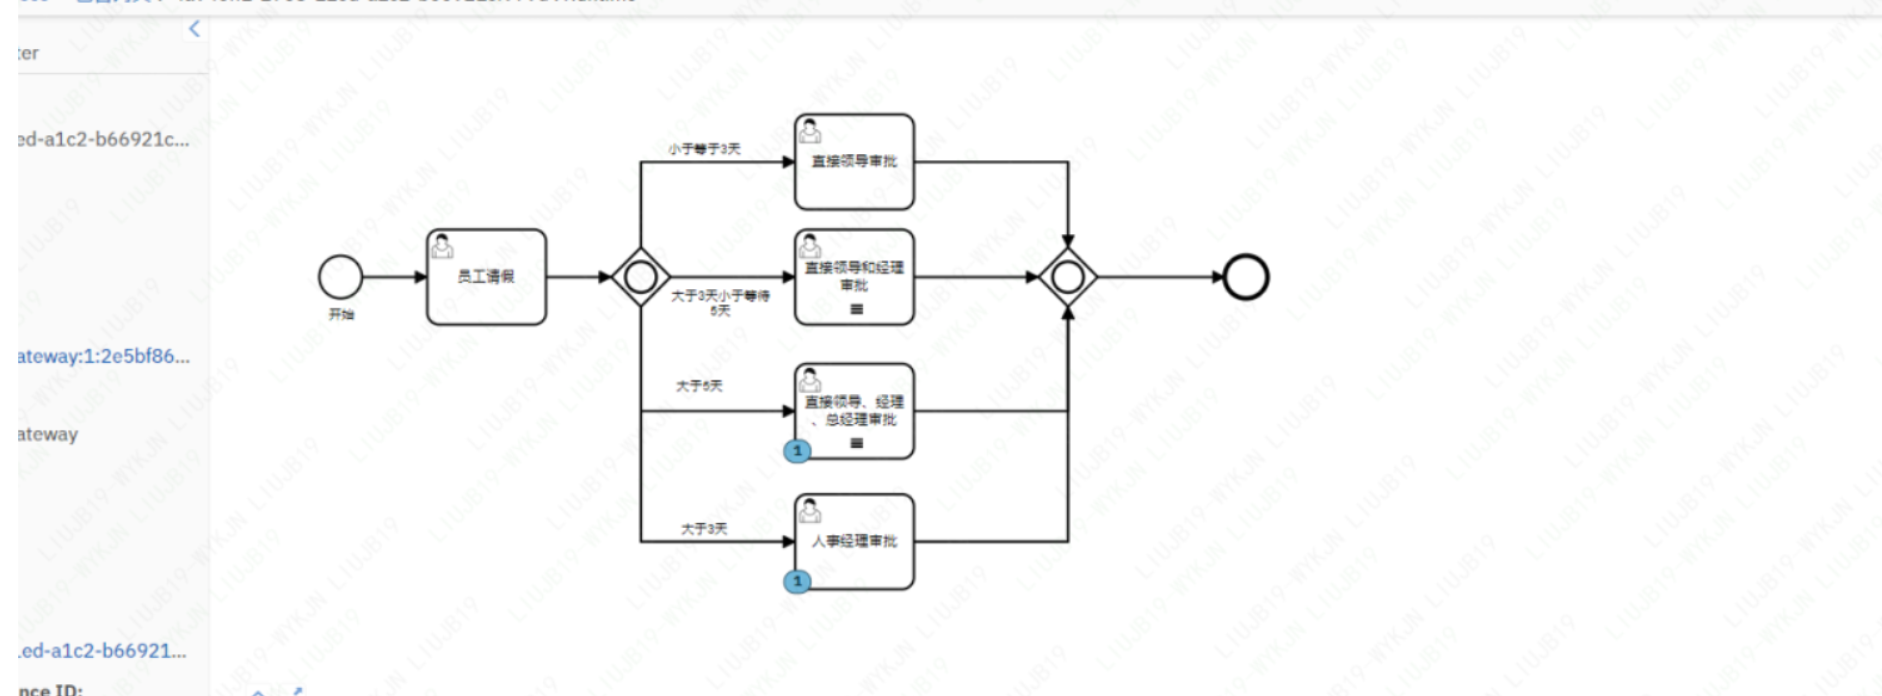 ter
ed-a1c2-b66921c...
ateway:1:2e5bf86...
ateway
.ed-a1c2-b66921...
nce ID:
开始
员工请假
小于等于3天
直接领导审批
大于3天小于等待
5天
直接领导和经理
审批
大于5天
直接领导、经理
、总经理审批
1
大于3天
人事经理审批
1
LIUJB19-WYKJN LIUJB19